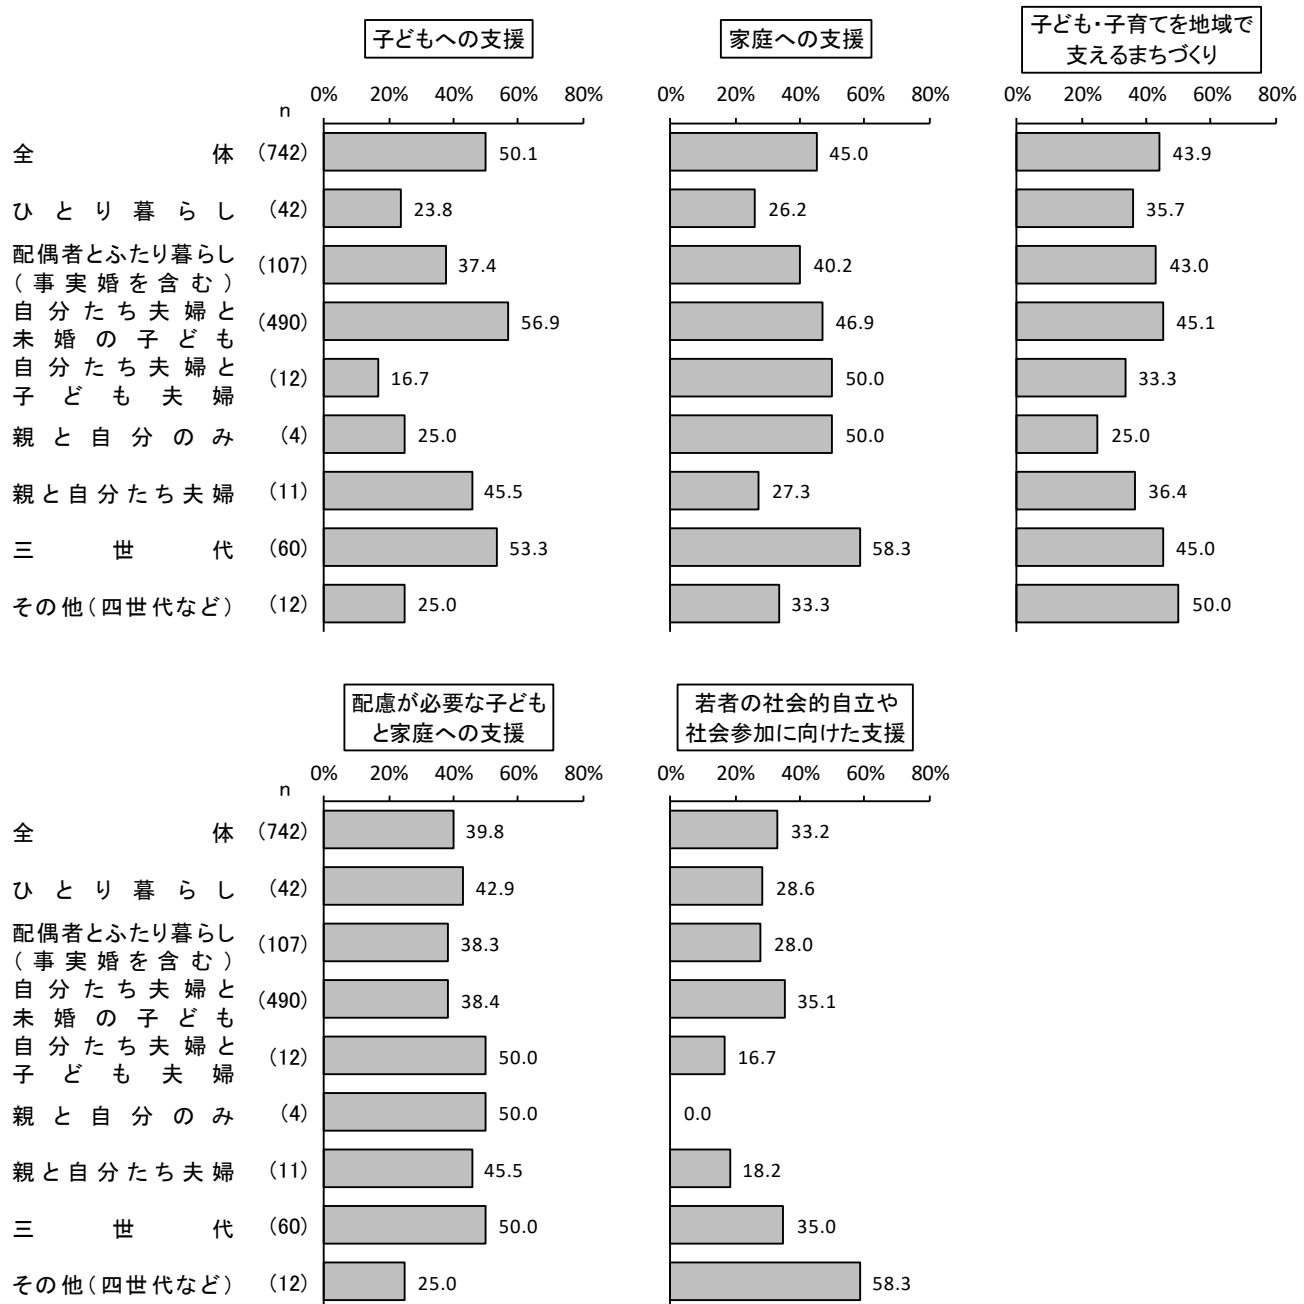 子どもへの支援
家庭への支援
子ども・子育てを地域で
支えるまちづくり
n
0% 20% 40% 60% 80%
0% 20% 40% 60% 80%
0% 20% 40% 60% 80%
全体 (742) 50.1 45.0 43.9
ひとり暮らし (42) 23.8 26.2 35.7
配偶者とふたり暮らし
(事実婚を含む) (107) 37.4 40.2 43.0
自分たち夫婦と
未婚の子ども (490) 56.9 46.9 45.1
自分たち夫婦と
子ども夫婦 (12) 16.7 50.0 33.3
親と自分のみ (4) 25.0 50.0 25.0
親と自分たち夫婦 (11) 45.5 27.3 36.4
三世代 (60) 53.3 58.3 45.0
その他(四世代など) (12) 25.0 33.3 50.0
配慮が必要な子ども
と家庭への支援
若者の社会的自立や
社会参加に向けた支援
n
0% 20% 40% 60% 80%
0% 20% 40% 60% 80%
全体 (742) 39.8 33.2
ひとり暮らし (42) 42.9 28.6
配偶者とふたり暮らし
(事実婚を含む) (107) 38.3 28.0
自分たち夫婦と
未婚の子ども (490) 38.4 35.1
自分たち夫婦と
子ども夫婦 (12) 50.0 16.7
親と自分のみ (4) 50.0 0.0
親と自分たち夫婦 (11) 45.5 18.2
三世代 (60) 50.0 35.0
その他(四世代など) (12) 25.0 58.3